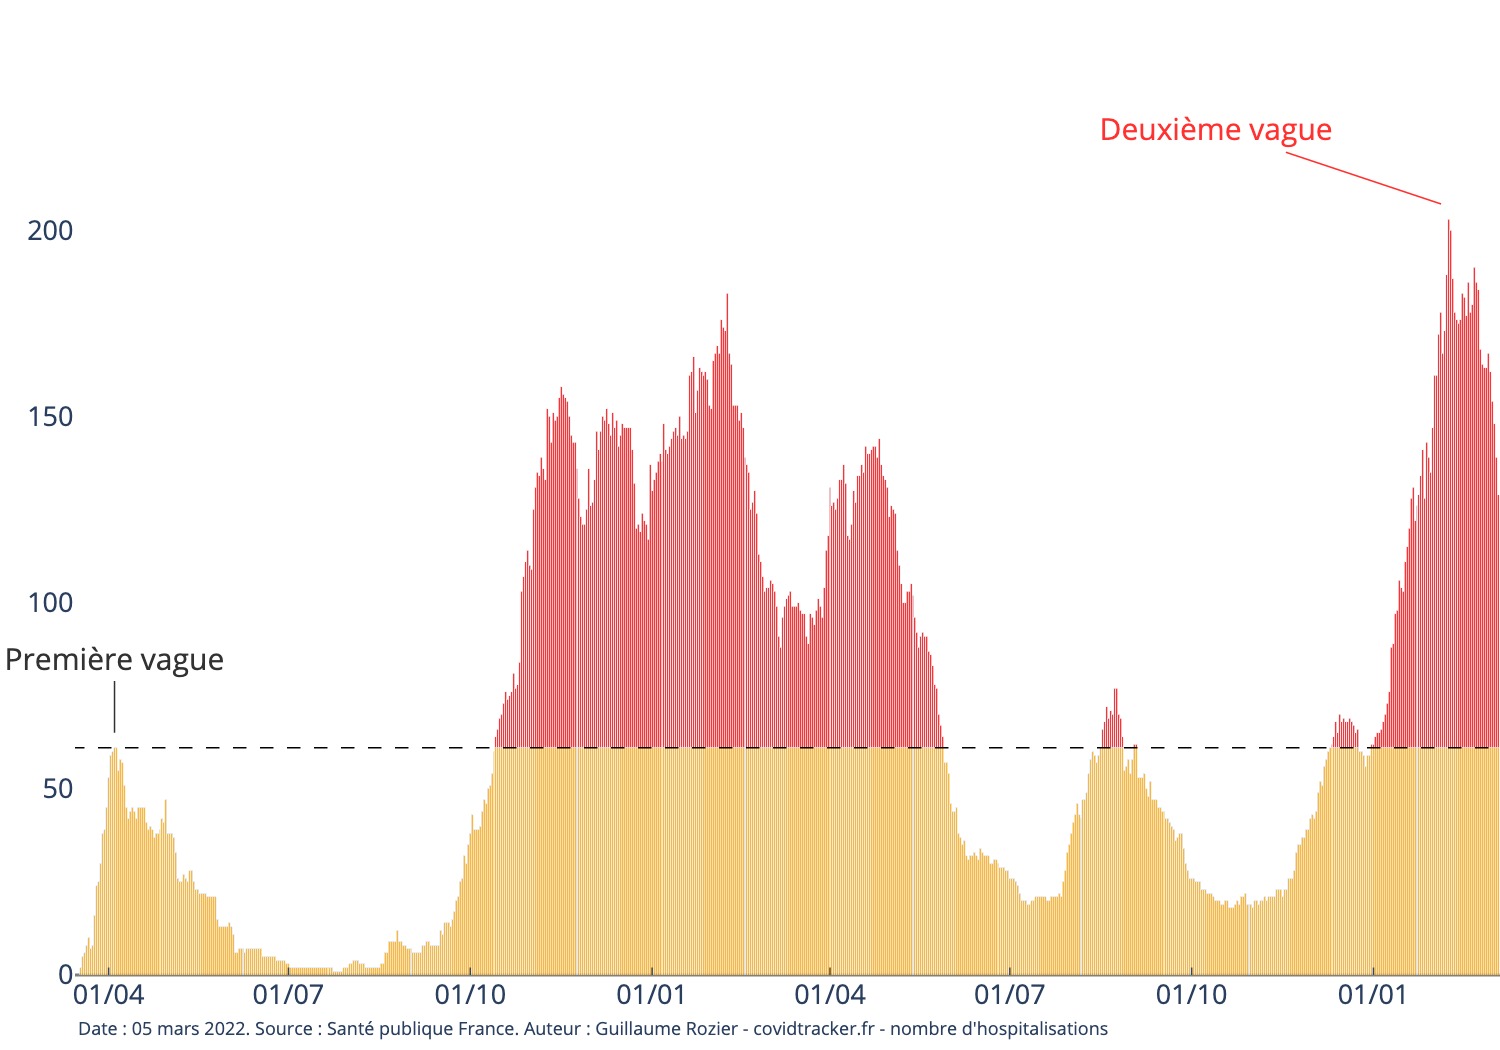 Deuxième vague
200
150
100
Première vague
50
0
01/04 01/07 01/10 01/01 01/04 01/07 01/10 01/01
Date : 05 mars 2022. Source : Santé publique France. Auteur : Guillaume Rozier - covidtracker.fr - nombre d'hospitalisations